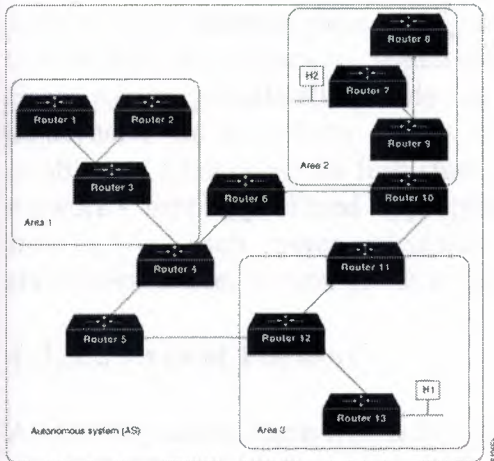 Router 8
H2
Router 7
Router 1
Router 2
Router 9
Area 2
Router 3
Router 6
Router 10
Area 1
Router 4
Router 11
Router 5
Router 12
H1
Router 13
Autonomous system (AS)
Area 3